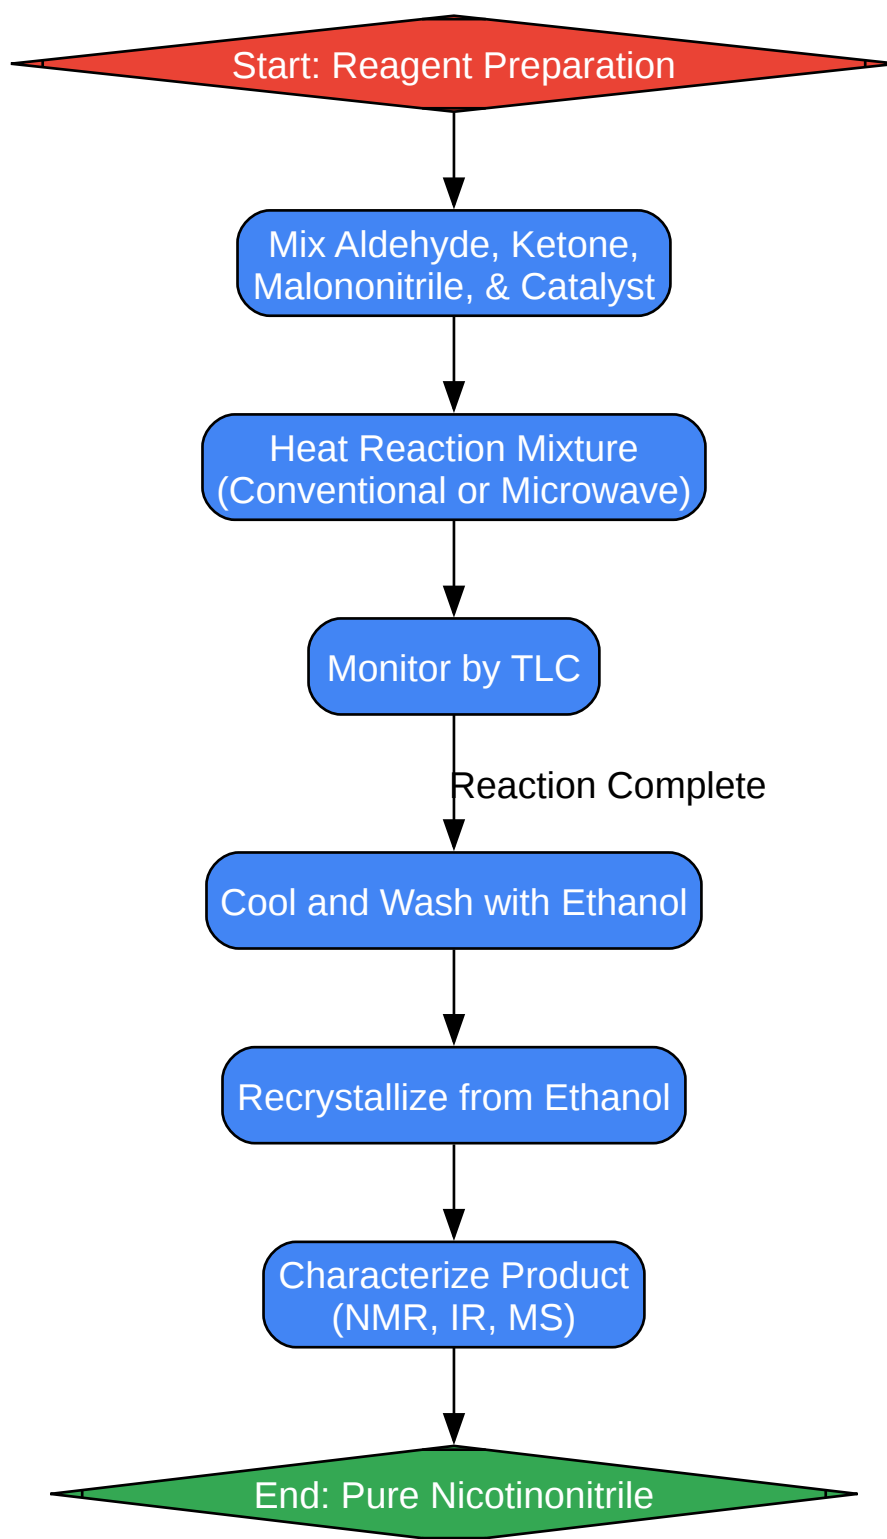 Start: Reagent Preparation
Mix Aldehyde, Ketone,
Malononitrile, & Catalyst
Heat Reaction Mixture
(Conventional or Microwave)
Monitor by TLC
Reaction Complete
Cool and Wash with Ethanol
Recrystallize from Ethanol
Characterize Product
(NMR, IR, MS)
End: Pure Nicotinonitrile